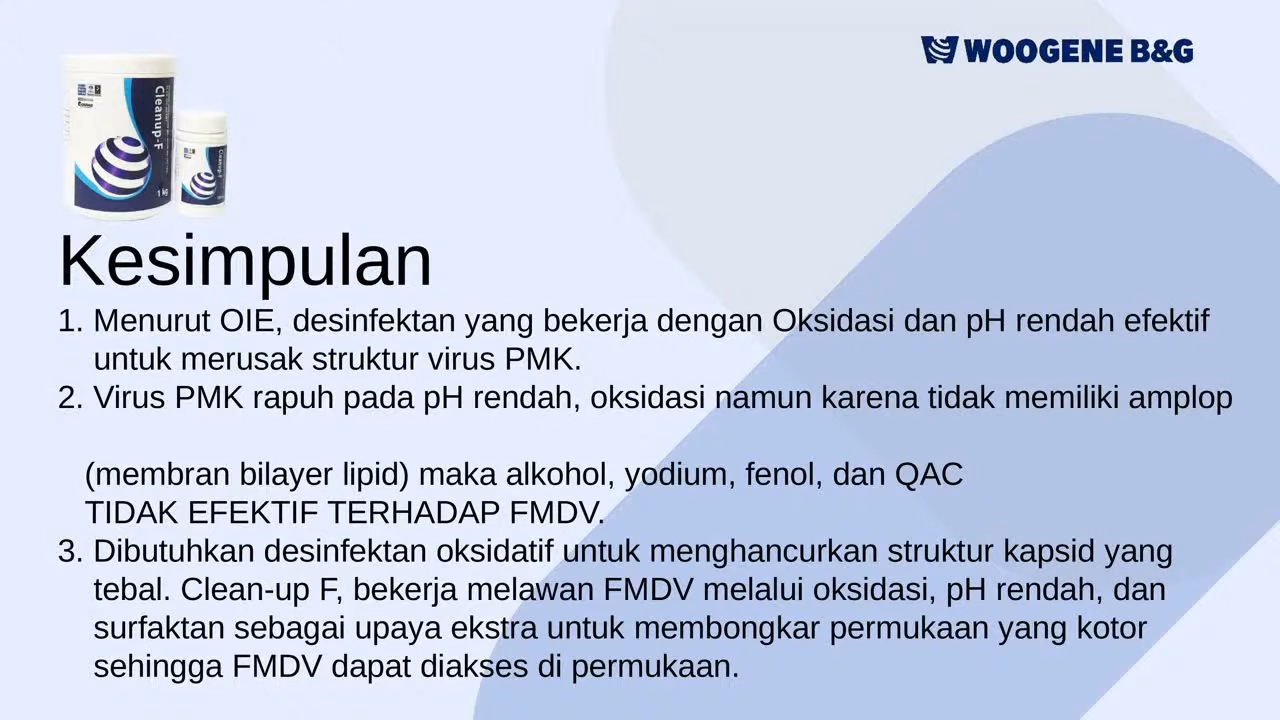 WOOGENE B&G
Cleanup-F
1 kg
Cleanup-F
Kesimpulan
1. Menurut OIE, desinfektan yang bekerja dengan Oksidasi dan pH rendah efektif
untuk merusak struktur virus PMK.
2. Virus PMK rapuh pada pH rendah, oksidasi namun karena tidak memiliki amplop
(membran bilayer lipid) maka alkohol, yodium, fenol, dan QAC
TIDAK EFEKTIF TERHADAP FMDV.
3. Dibutuhkan desinfektan oksidatif untuk menghancurkan struktur kapsid yang
tebal. Clean-up F, bekerja melawan FMDV melalui oksidasi, pH rendah, dan
surfaktan sebagai upaya ekstra untuk membongkar permukaan yang kotor
sehingga FMDV dapat diakses di permukaan.